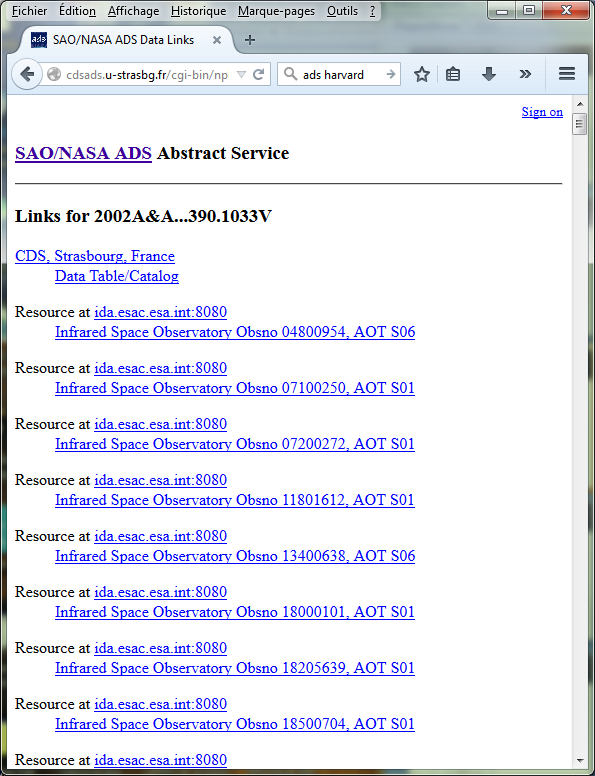 Fichier Édition Affichage Historique Marque-pages Outils ?
SAO/NASA ADS Data Links
cdsads.u-strasbg.fr/cgi-bin/np
ads harvard
Sign on
SAO/NASA ADS Abstract Service
Links for 2002A&A...390.1033V
CDS, Strasbourg, France
Data Table/Catalog
Resource at ida.esac.esa.int:8080
Infrared Space Observatory Obsno 04800954, AOT S06
Resource at ida.esac.esa.int:8080
Infrared Space Observatory Obsno 07100250, AOT S01
Resource at ida.esac.esa.int:8080
Infrared Space Observatory Obsno 07200272, AOT S01
Resource at ida.esac.esa.int:8080
Infrared Space Observatory Obsno 11801612, AOT S01
Resource at ida.esac.esa.int:8080
Infrared Space Observatory Obsno 13400638, AOT S06
Resource at ida.esac.esa.int:8080
Infrared Space Observatory Obsno 18000101, AOT S01
Resource at ida.esac.esa.int:8080
Infrared Space Observatory Obsno 18205639, AOT S01
Resource at ida.esac.esa.int:8080
Infrared Space Observatory Obsno 18500704, AOT S01
Resource at ida.esac.esa.int:8080